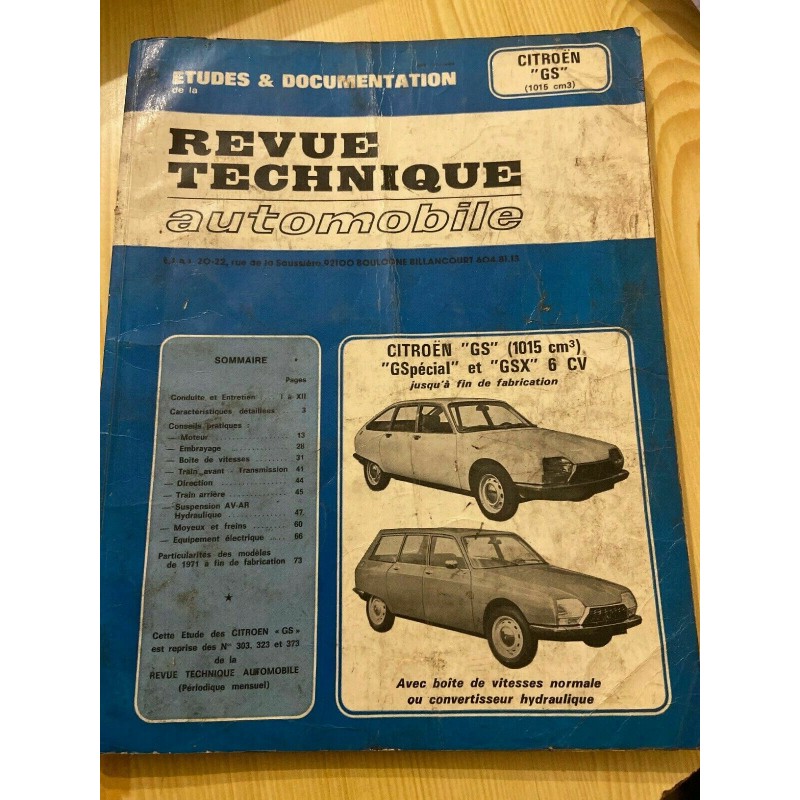 ETUDES & DOCUMENTATION
de la
CITROËN
"GS"
(1015 cm3)
REVUE
TECHNIQUE
automobile
20-22, rue de la Saussière 92100 BOULOGNE BILLANCOURT 604.81.13
SOMMAIRE
Pages
Conduite et Entretien I à XII
Caractéristiques détaillées 3
Conseils pratiques
— Moteur 13
— Embrayage 28
— Boîte de vitesses 31
— Train avant - Transmission 41
— Direction 44
— Train arrière 45
— Suspension AV-AR
Hydraulique 47
— Moyeux et freins 60
— Equipement électrique 66
Particularités des modèles
de 1971 à fin de fabrication 73
★
Cette Etude des CITROEN « GS »
est reprise des Nos 303, 323 et 373
de la
REVUE TECHNIQUE AUTOMOBILE
(Périodique mensuel)
CITROËN "GS" (1015 cm3)
"GSpécial" et "GSX" 6 CV
jusqu'à fin de fabrication
Avec boîte de vitesses normale
ou convertisseur hydraulique